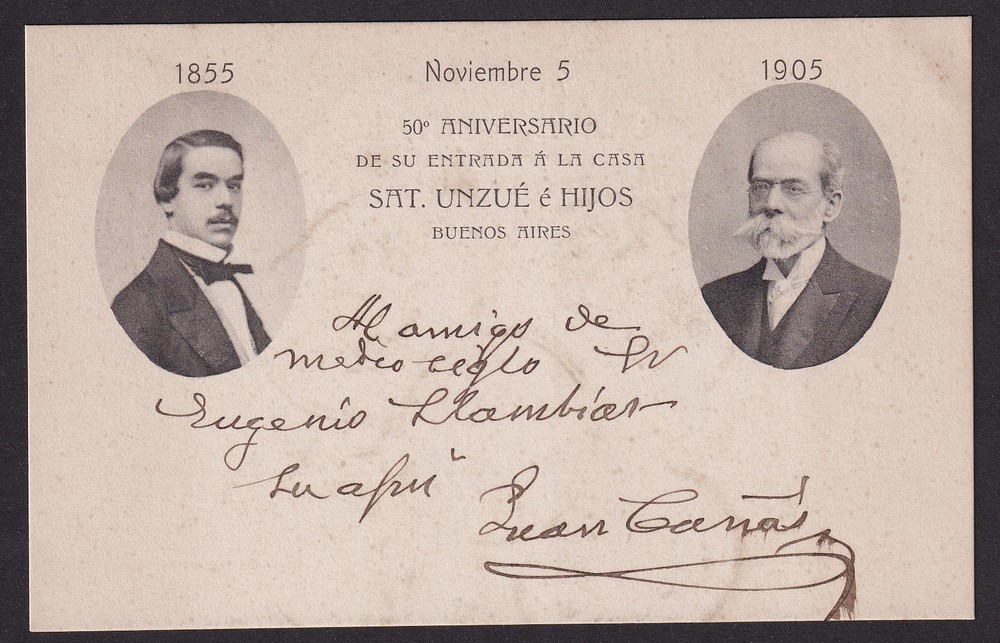 1855
Noviembre 5
1905
50º ANIVERSARIO
DE SU ENTRADA Á LA CASA
SAT. UNZUÉ é HIJOS
BUENOS AIRES
Al amigo de
medio siglo Sr
Eugenio Llambías
Su afmº
Juan Cañás